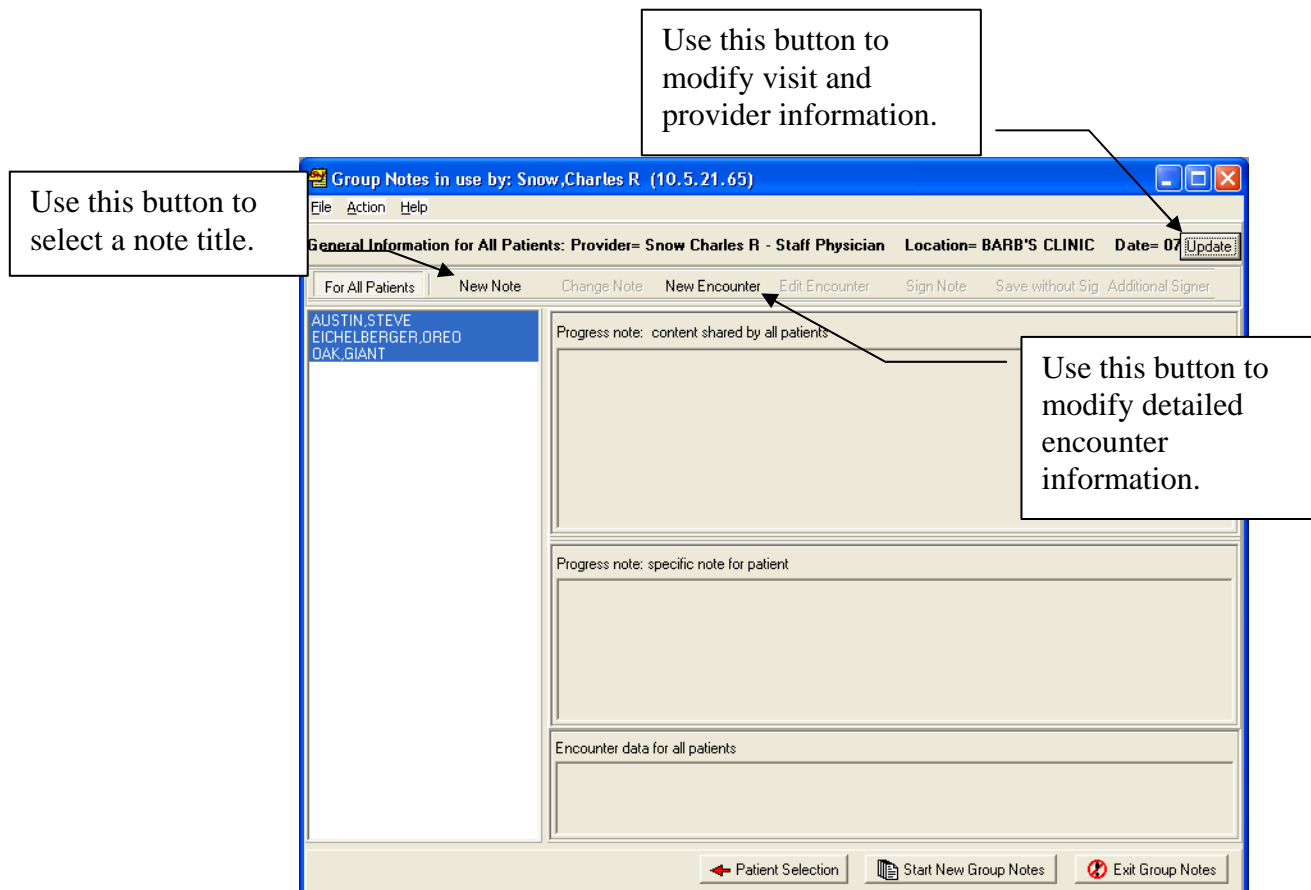 Use this button to
modify visit and
provider information.
Use this button to
select a note title.
Group Notes in use by: Snow,Charles R (10.5.21.65)
File Action Help
General Information for All Patients: Provider= Snow Charles R - Staff Physician Location= BARB'S CLINIC Date= 07 Update
For All Patients New Note Change Note New Encounter Edit Encounter Sign Note Save without Sig Additional Signer
AUSTIN,STEVE
EICHELBERGER,OREO
OAK,GIANT
Progress note: content shared by all patients
Use this button to
modify detailed
encounter
information.
Progress note: specific note for patient
Encounter data for all patients
Patient Selection Start New Group Notes Exit Group Notes